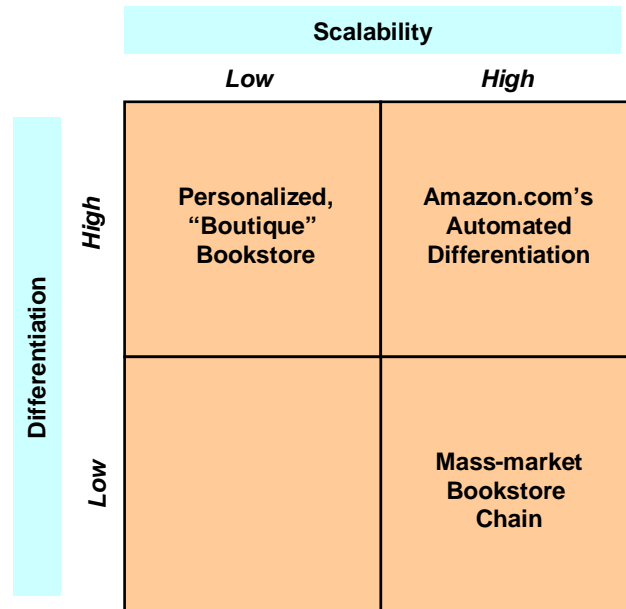 Scalability
Low
High
Differentiation
High
Personalized,
“Boutique”
Bookstore
Amazon.com’s
Automated
Differentiation
Low
Mass-market
Bookstore
Chain